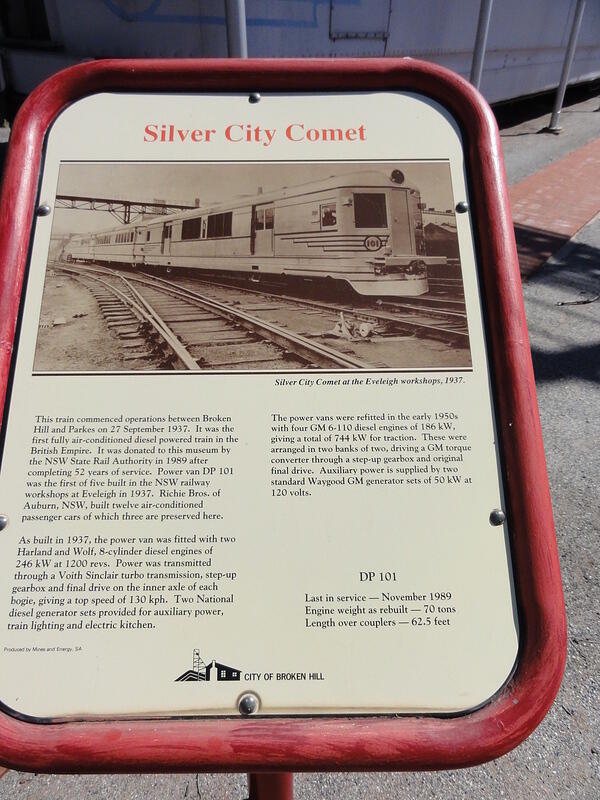 Silver City Comet
101
Silver City Comet at the Eveleigh workshops, 1937.
This train commenced operations between Broken
Hill and Parkes on 27 September 1937. It was the
first fully air-conditioned diesel powered train in the
British Empire. It was donated to this museum by
the NSW State Rail Authority in 1989 after
completing 52 years of service. Power van DP 101
was the first of five built in the NSW railway
workshops at Eveleigh in 1937. Richie Bros. of
Auburn, NSW, built twelve air-conditioned
passenger cars of which three are preserved here.
As built in 1937, the power van was fitted with two
Harland and Wolf, 8-cylinder diesel engines of
246 kW at 1200 revs. Power was transmitted
through a Voith Sinclair turbo transmission, step-up
gearbox and final drive on the inner axle of each
bogie, giving a top speed of 130 kph. Two National
diesel generator sets provided for auxiliary power,
train lighting and electric kitchen.
The power vans were refitted in the early 1950s
with four GM 6-110 diesel engines of 186 kW,
giving a total of 744 kW for traction. These were
arranged in two banks of two, driving a GM torque
converter through a step-up gearbox and original
final drive. Auxiliary power is supplied by two
standard Waygood GM generator sets of 50 kW at
120 volts.
DP 101
Last in service — November 1989
Engine weight as rebuilt — 70 tons
Length over couplers — 62.5 feet
Produced by Mines and Energy, SA
CITY OF BROKEN HILL